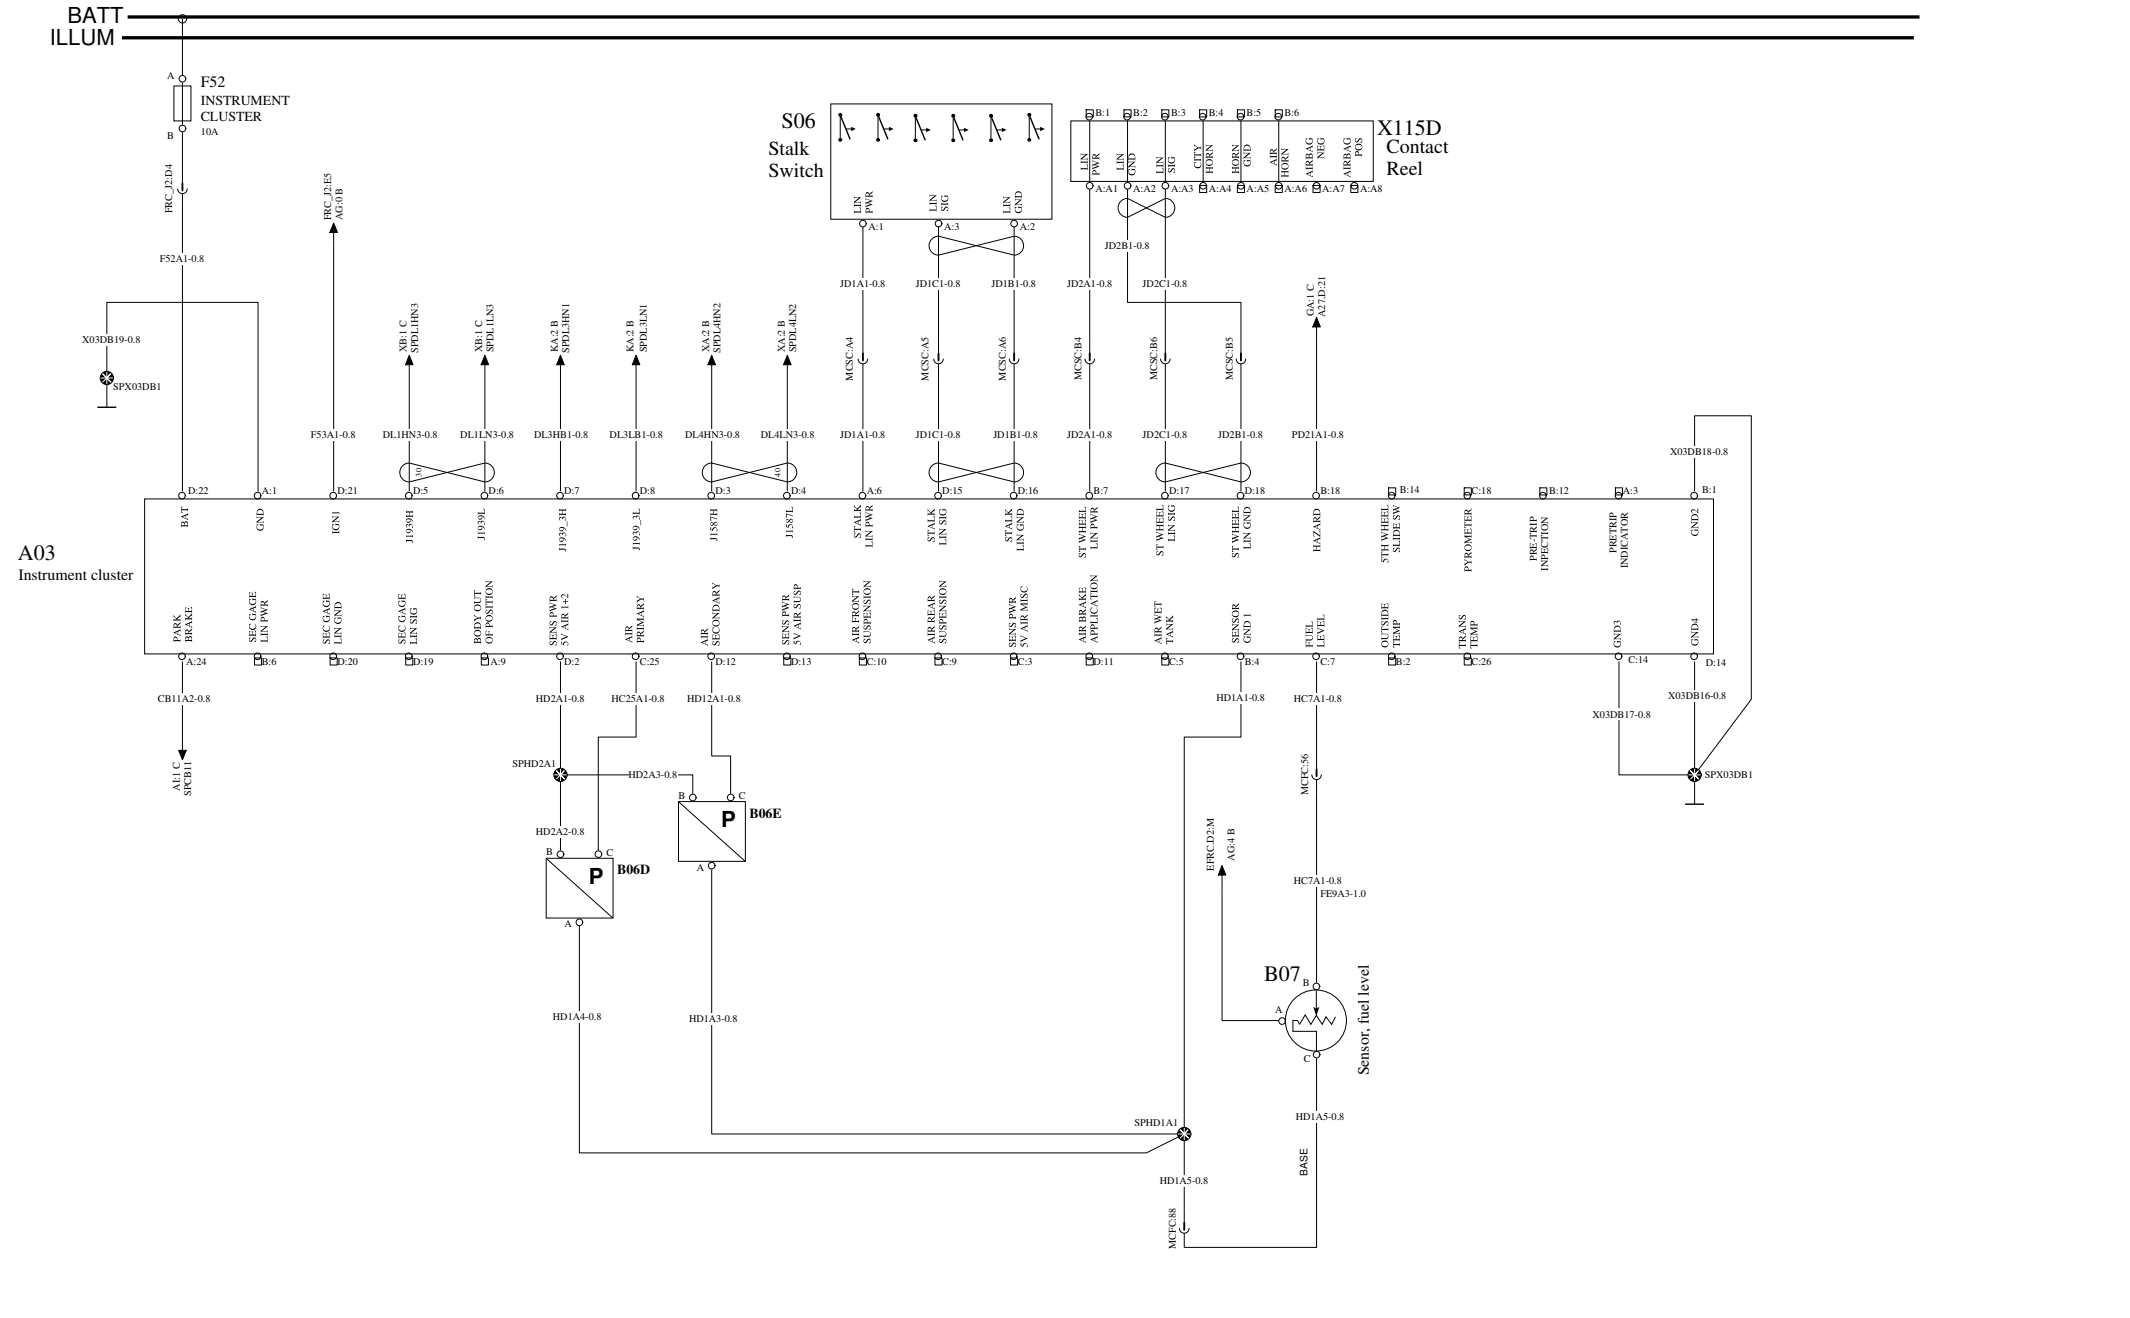 BATT
ILLUM
A
F52
INSTRUMENT
CLUSTER
10A
B
FRC_J2:D4
F52A1-0.8
X03DB19-0.8
SPX03DB1
FRC_J2:E5
AG:0 B
F53A1-0.8
XB:1 C
SPDL1HN3
DL1HN3-0.8
XB:1 C
SPDL1LN3
DL1LN3-0.8
30
KA:2 B
SPDL3HN1
DL3HB1-0.8
KA:2 B
SPDL3LN1
DL3LB1-0.8
XA:2 B
SPDL4HN2
DL4HN3-0.8
XA:2 B
SPDL4LN2
DL4LN3-0.8
40
S06
Stalk
Switch
LIN
PWR
LIN
SIG
LIN
GND
A:1
A:3
A:2
JD1A1-0.8
JD1C1-0.8
JD1B1-0.8
MCSC:A4
MCSC:A5
MCSC:A6
JD1A1-0.8
JD1C1-0.8
JD1B1-0.8
B:1
B:2
B:3
B:4
B:5
B:6
X115D
Contact
Reel
LIN
PWR
LIN
GND
LIN
SIG
CITY
HORN
HORN
GND
AIR
HORN
AIRBAG
NEG
AIRBAG
POS
A:A1
A:A2
A:A3
A:A4
A:A5
A:A6
A:A7
A:A8
JD2B1-0.8
JD2A1-0.8
JD2C1-0.8
MCSC:B4
MCSC:B6
MCSC:B5
JD2A1-0.8
JD2C1-0.8
JD2B1-0.8
GA:1 C
A27.D:21
PD21A1-0.8
X03DB18-0.8
D:22
A:1
D:21
D:5
D:6
D:7
D:8
D:3
D:4
A:6
D:15
D:16
B:7
D:17
D:18
B:18
B:14
C:18
B:12
A:3
B:1
A03
Instrument cluster
BAT
GND
IGN1
J1939H
J1939L
J1939_3H
J1939_3L
J1587H
J1587L
STALK
LIN PWR
STALK
LIN SIG
STALK
LIN GND
ST WHEEL
LIN PWR
ST WHEEL
LIN SIG
ST WHEEL
LIN GND
HAZARD
5TH WHEEL
SLIDE SW
PYROMETER
PRE-TRIP
INPECTION
PRETRIP
INDICATOR
GND2
PARK
BRAKE
SEC GAGE
LIN PWR
SEC GAGE
LIN GND
SEC GAGE
LIN SIG
BODY OUT
OF POSITION
SENS PWR
5V AIR 1+2
AIR
PRIMARY
AIR
SECONDARY
SENS PWR
5V AIR SUSP
AIR FRONT
SUSPENSION
AIR REAR
SUSPENSION
SENS PWR
5V AIR MISC
AIR BRAKE
APPLICATION
AIR WET
TANK
SENSOR
GND 1
FUEL
LEVEL
OUTSIDE
TEMP
TRANS
TEMP
GND3
GND4
A:24
B:6
D:20
D:19
A:9
D:2
C:25
D:12
D:13
C:10
C:9
C:3
D:11
C:5
B:4
C:7
B:2
C:26
C:14
D:14
CB11A2-0.8
AI:1 C
SPCB11
HD2A1-0.8
HC25A1-0.8
HD12A1-0.8
SPHD2A1
HD2A3-0.8
B
C
P
B06E
A
HD2A2-0.8
B
C
P
B06D
A
HD1A4-0.8
HD1A3-0.8
HD1A1-0.8
HC7A1-0.8
MCFC:56
X03DB17-0.8
X03DB16-0.8
SPX03DB1
EFRC.D2:M
AG:4 B
HC7A1-0.8
FE9A3-1.0
B07
B
A
C
Sensor, fuel level
SPHD1A1
HD1A5-0.8
BASE
HD1A5-0.8
MCFC:88